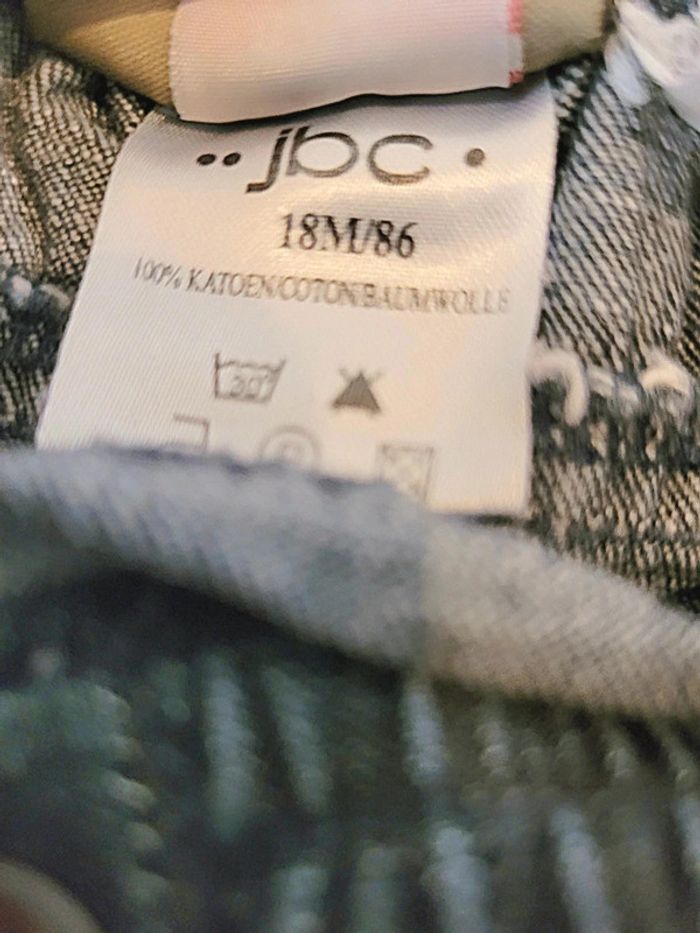 jbc
18M/86
100% KATOEN/COTON/BAUMWOLLE
30°